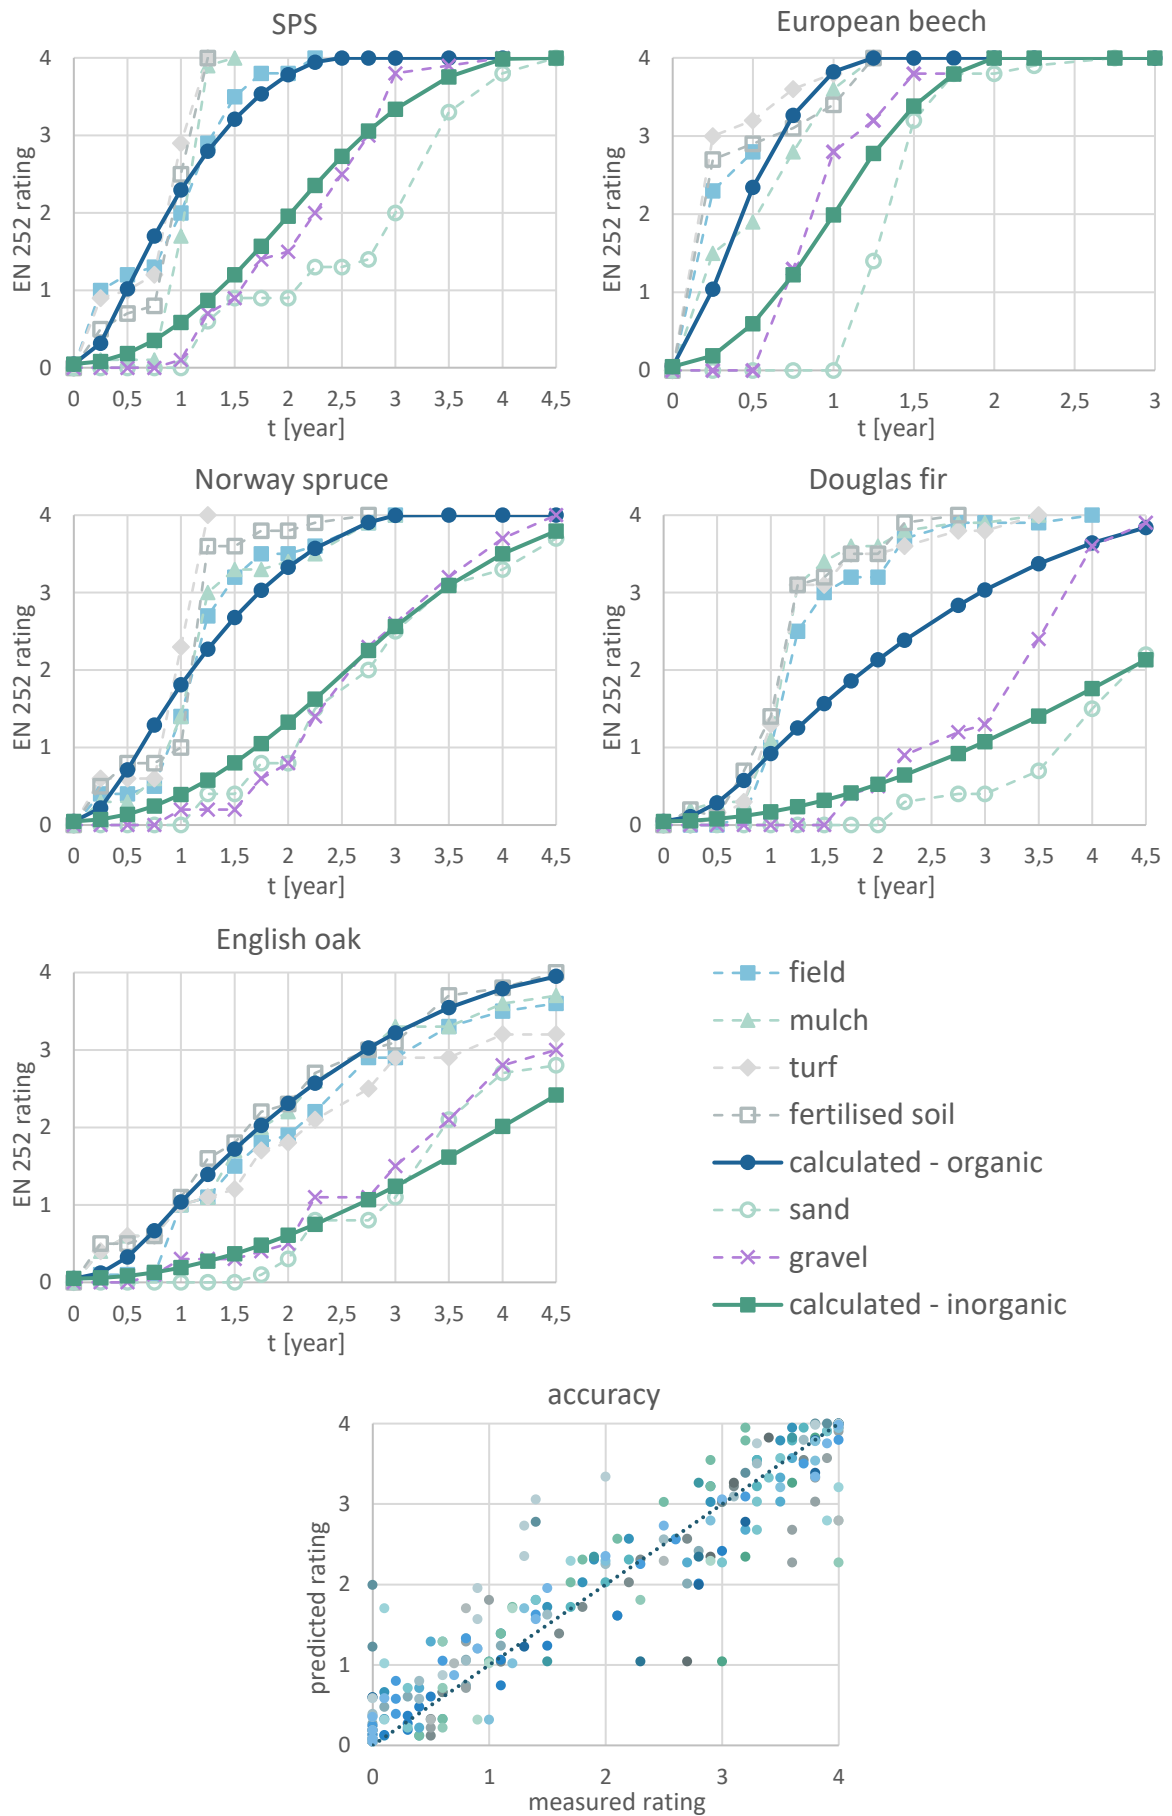 SPS
EN 252 rating
4
3
2
1
0
0 0,5 1 1,5 2 2,5 3 3,5 4 4,5
t [year]
European beech
EN 252 rating
4
3
2
1
0
0 0,5 1 1,5 2 2,5 3
t [year]
Norway spruce
EN 252 rating
4
3
2
1
0
0 0,5 1 1,5 2 2,5 3 3,5 4 4,5
t [year]
Douglas fir
EN 252 rating
4
3
2
1
0
0 0,5 1 1,5 2 2,5 3 3,5 4 4,5
t [year]
English oak
EN 252 rating
4
3
2
1
0
0 0,5 1 1,5 2 2,5 3 3,5 4 4,5
t [year]
field
mulch
turf
fertilised soil
calculated - organic
sand
gravel
calculated - inorganic
accuracy
predicted rating
4
3
2
1
0
0 1 2 3 4
measured rating